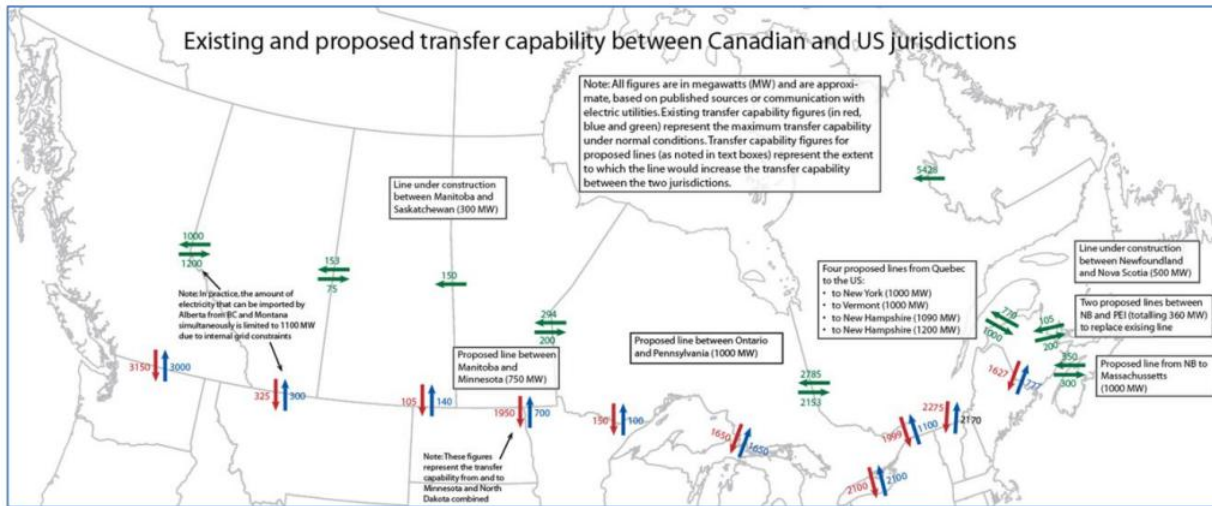 Existing and proposed transfer capability between Canadian and US jurisdictions
Note: All figures are in megawatts (MW) and are approxi-
mate, based on published sources or communication with
electric utilities. Existing transfer capability figures (in red,
blue and green) represent the maximum transfer capability
under normal conditions. Transfer capability figures for
proposed lines (as noted in text boxes) represent the extent
to which the line would increase the transfer capability
between the two jurisdictions.
5428
Line under construction
between Manitoba and
Saskatchewan (300 MW)
1000
1200
153
75
150
Note: In practice, the amount of
electricity that can be imported by
Alberta from BC and Montana
simultaneously is limited to 1100 MW
due to internal grid constraints
294
200
Four proposed lines from Quebec
to the US:
• to New York (1000 MW)
• to Vermont (1000 MW)
• to New Hampshire (1090 MW)
• to New Hampshire (1200 MW)
Line under construction
between Newfoundland
and Nova Scotia (500 MW)
Two proposed lines between
NB and PEI (totalling 360 MW)
to replace exising line
770
1000
105
200
350
300
Proposed line from NB to
Massachussetts
(1000 MW)
Proposed line between
Manitoba and
Minnesota (750 MW)
Proposed line between Ontario
and Pennsylvania (1000 MW)
2785
2153
3150
3000
325
300
105
140
1950
700
150
100
1650
1650
1627
737
1999
1100
2275
2170
2100
2100
Note: These figures
represent the transfer
capability from and to
Minnesota and North
Dakota combined